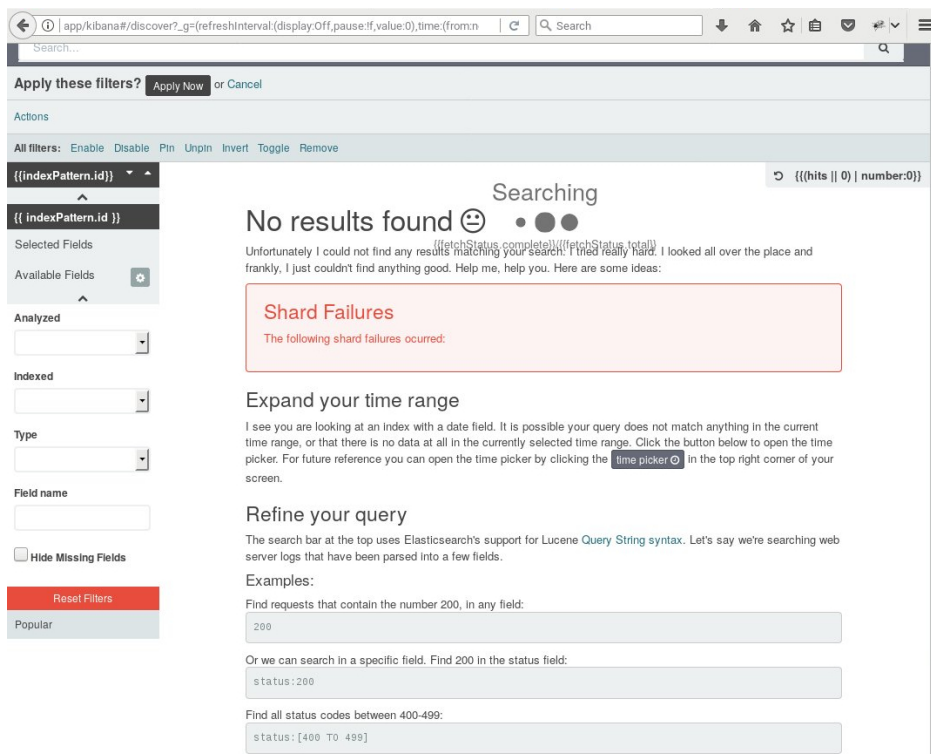 app/kibana#/discover?_g=(refreshInterval:(display:Off,pause:!f,value:0),time:(from:n
Search
Search...
Apply these filters? Apply Now or Cancel
Actions
All filters: Enable Disable Pin Unpin Invert Toggle Remove
{{indexPattern.id}}
{{{(hits || 0) | number:0}}
{{ indexPattern.id }}
Selected Fields
Available Fields
Analyzed
Indexed
Type
Field name
Hide Missing Fields
Reset Filters
Popular
Searching
No results found
{{fetchStatus.complete}}/{{fetchStatus.total}}
Unfortunately I could not find any results matching your search. I tried really hard. I looked all over the place and
frankly, I just couldn't find anything good. Help me, help you. Here are some ideas:
Shard Failures
The following shard failures ocurred:
Expand your time range
I see you are looking at an index with a date field. It is possible your query does not match anything in the current
time range, or that there is no data at all in the currently selected time range. Click the button below to open the time
picker. For future reference you can open the time picker by clicking the time picker in the top right corner of your
screen.
Refine your query
The search bar at the top uses Elasticsearch's support for Lucene Query String syntax. Let's say we're searching web
server logs that have been parsed into a few fields.
Examples:
Find requests that contain the number 200, in any field:
200
Or we can search in a specific field. Find 200 in the status field:
status:200
Find all status codes between 400-499:
status:[400 TO 499]